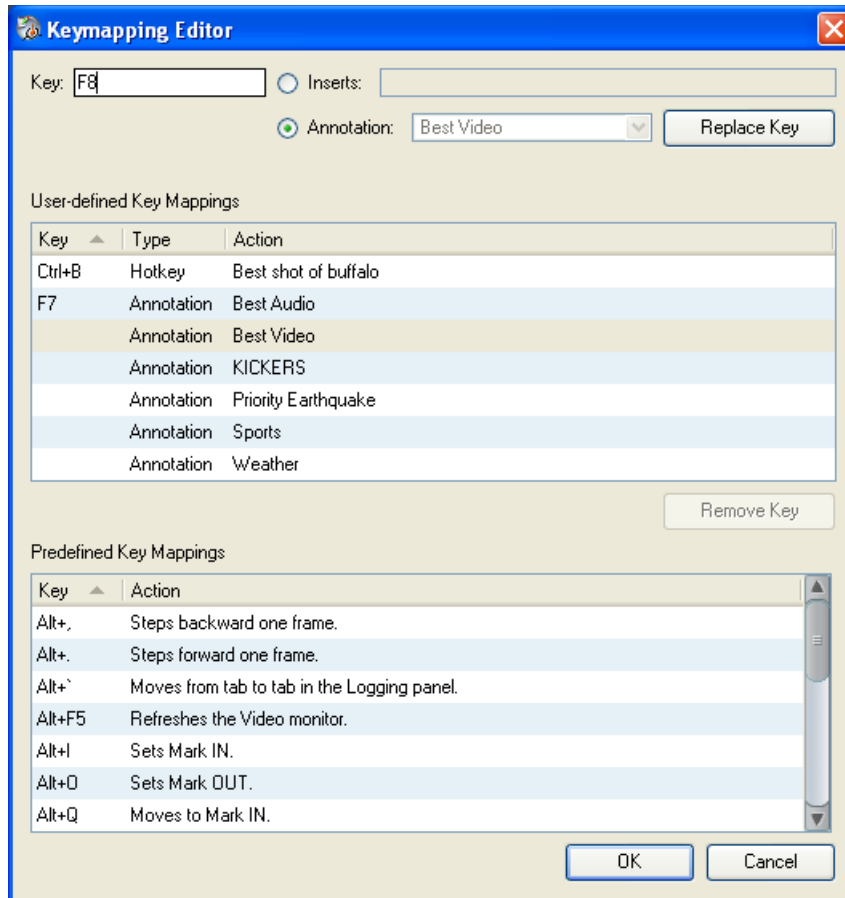 Keymapping Editor
Key: F8 Inserts:
Annotation: Best Video Replace Key
User-defined Key Mappings
Key Type Action
Ctrl+B Hotkey Best shot of buffalo
F7 Annotation Best Audio
Annotation Best Video
Annotation KICKERS
Annotation Priority Earthquake
Annotation Sports
Annotation Weather
Remove Key
Predefined Key Mappings
Key Action
Alt+, Steps backward one frame.
Alt+. Steps forward one frame.
Alt+` Moves from tab to tab in the Logging panel.
Alt+F5 Refreshes the Video monitor.
Alt+I Sets Mark IN.
Alt+O Sets Mark OUT.
Alt+Q Moves to Mark IN.
OK Cancel